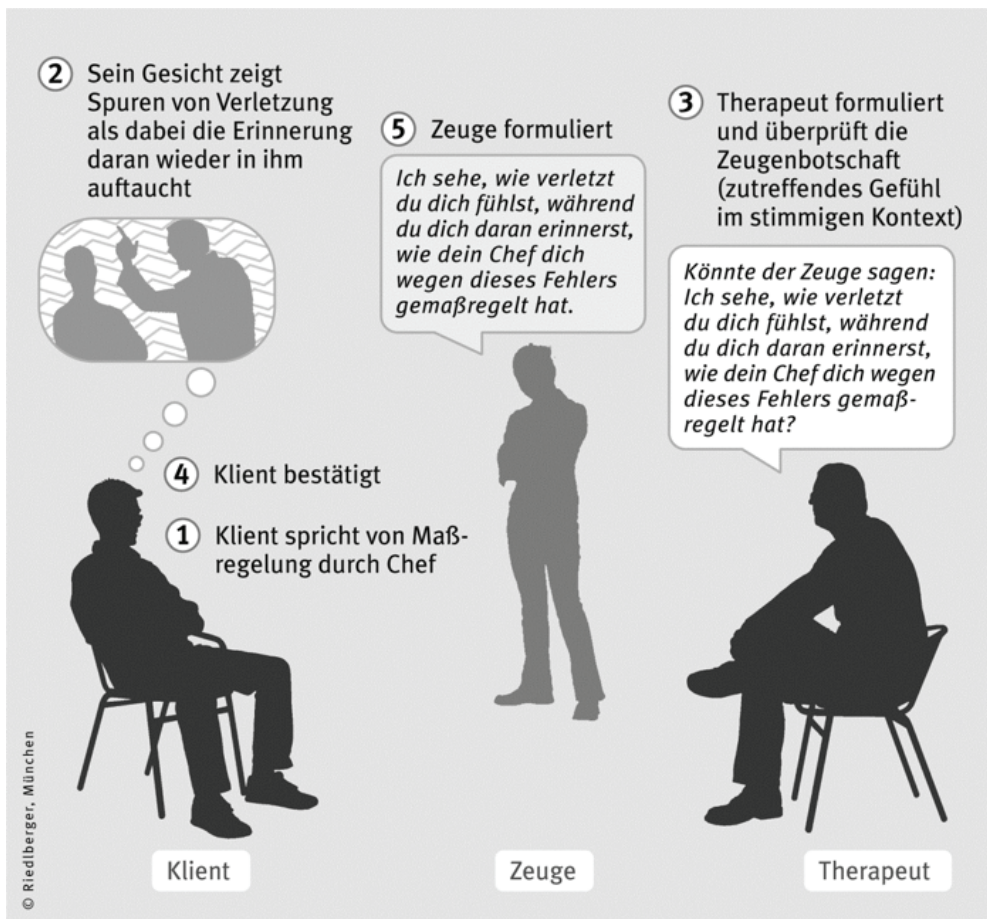 2 Sein Gesicht zeigt
Spuren von Verletzung
als dabei die Erinnerung
daran wieder in ihm
auftaucht
5 Zeuge formuliert
Ich sehe, wie verletzt
du dich fühlst, während
du dich daran erinnerst,
wie dein Chef dich
wegen dieses Fehlers
gemaßregelt hat.
3 Therapeut formuliert
und überprüft die
Zeugenbotschaft
(zutreffendes Gefühl
im stimmigen Kontext)
Könnte der Zeuge sagen:
Ich sehe, wie verletzt
du dich fühlst, während
du dich daran erinnerst,
wie dein Chef dich wegen
dieses Fehlers gemaß-
regelt hat?
4 Klient bestätigt
1 Klient spricht von Maß-
regelung durch Chef
Klient
Zeuge
Therapeut
© Riedlberger, München